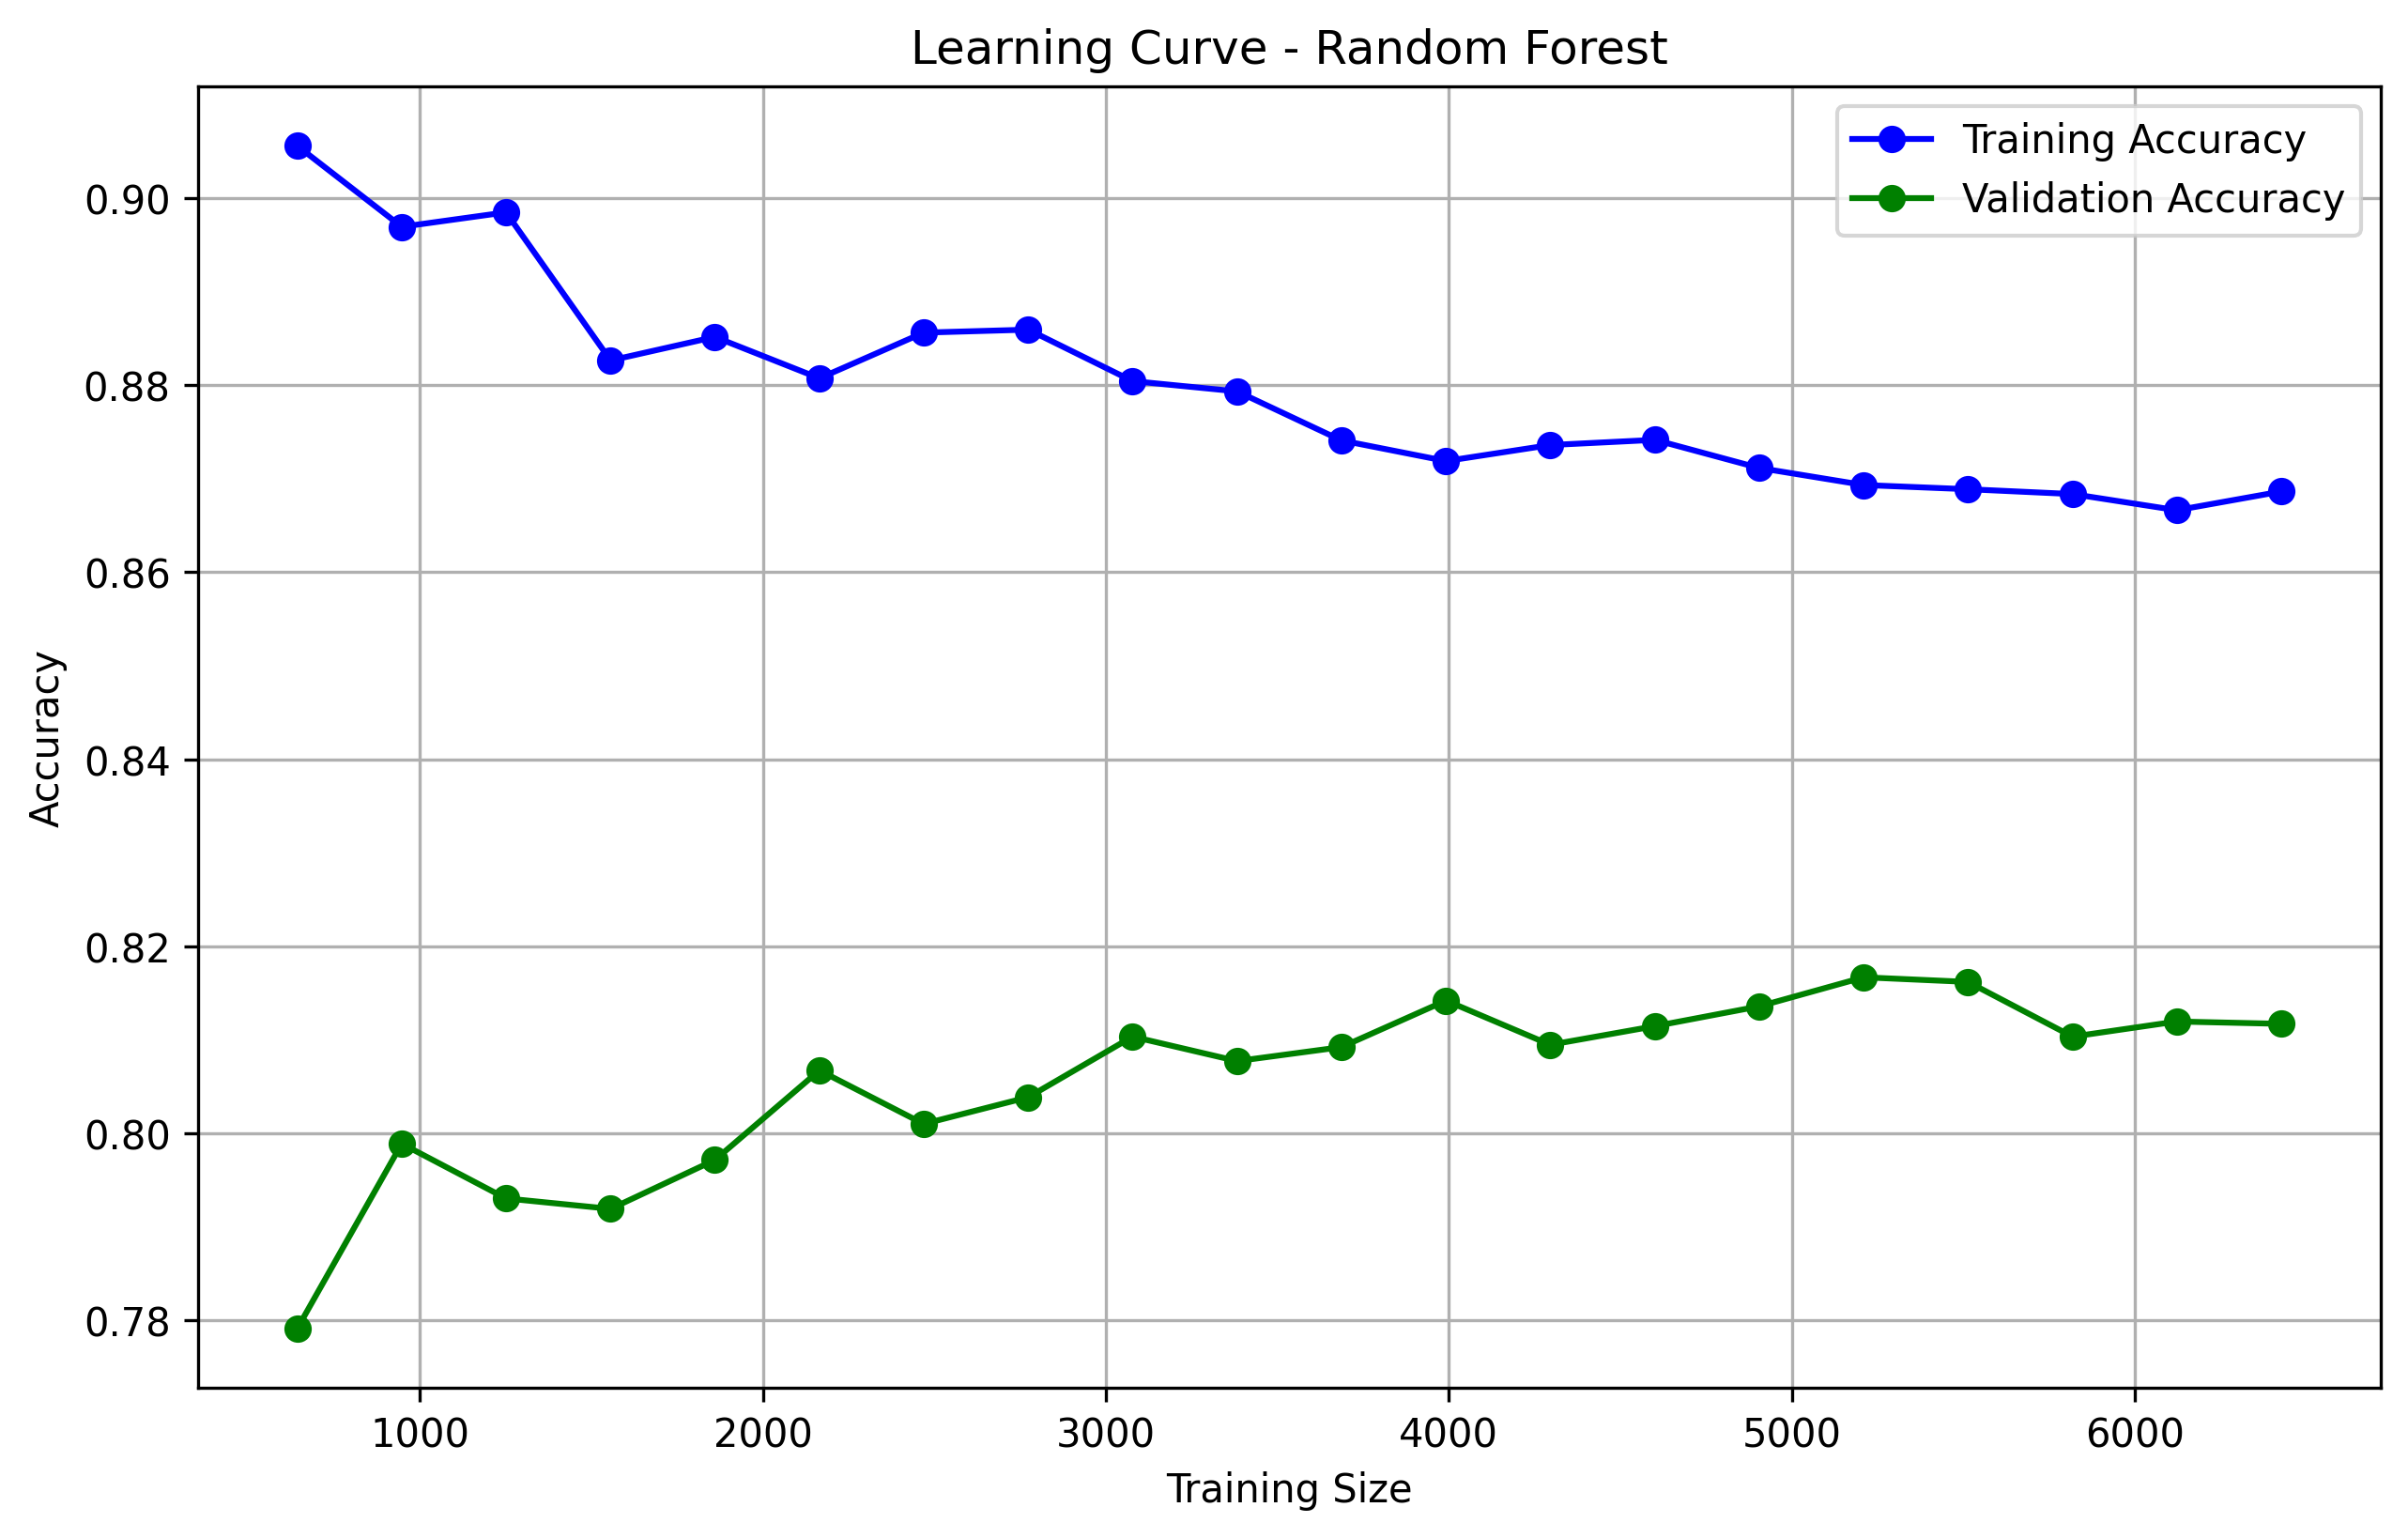 Learning Curve - Random Forest
Training Accuracy
Validation Accuracy
0.90
0.88
0.86
0.84
0.82
0.80
0.78
Accuracy
1000 2000 3000 4000 5000 6000
Training Size